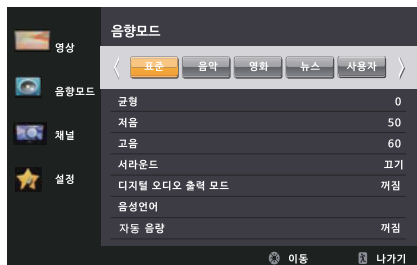 영상
음향모드
채널
설정
음향모드
표준 음악 영화 뉴스 사용자
균형 0
저음 50
고음 60
서라운드 끄기
디지털 오디오 출력 모드 꺼짐
음성언어
자동 음량 꺼짐
이동 나가기